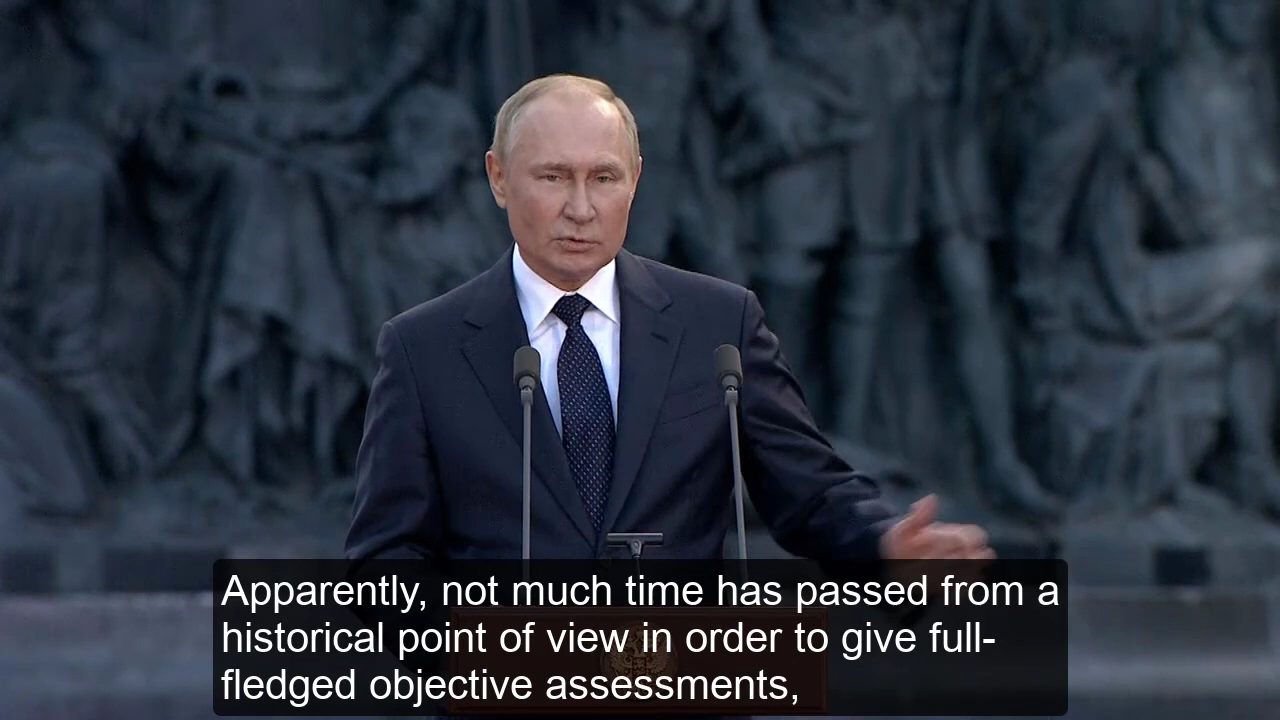 Apparently, not much time has passed from a
historical point of view in order to give full-
fledged objective assessments,